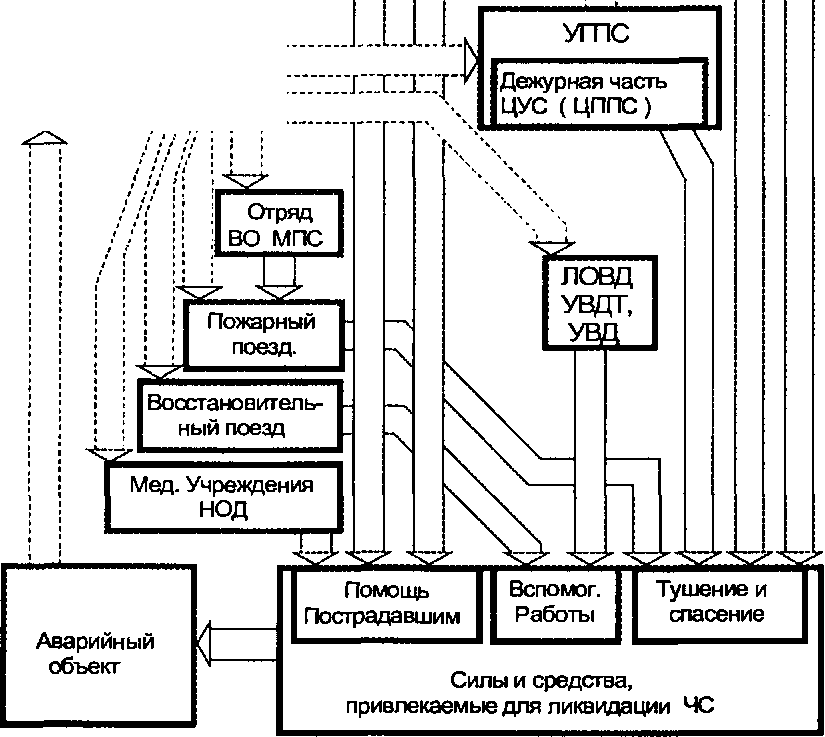 УГПС
Дежурная часть
ЦУС ( ЦППС )
Отряд
ВО МПС
ЛОВД
УВДТ,
УВД
Пожарный
поезд.
Восстановитель-
ный поезд
Мед. Учреждения
НОД
Помощь
Пострадавшим
Вспомог.
Работы
Тушение и
спасение
Аварийный
объект
Силы и средства,
привлекаемые для ликвидации ЧС